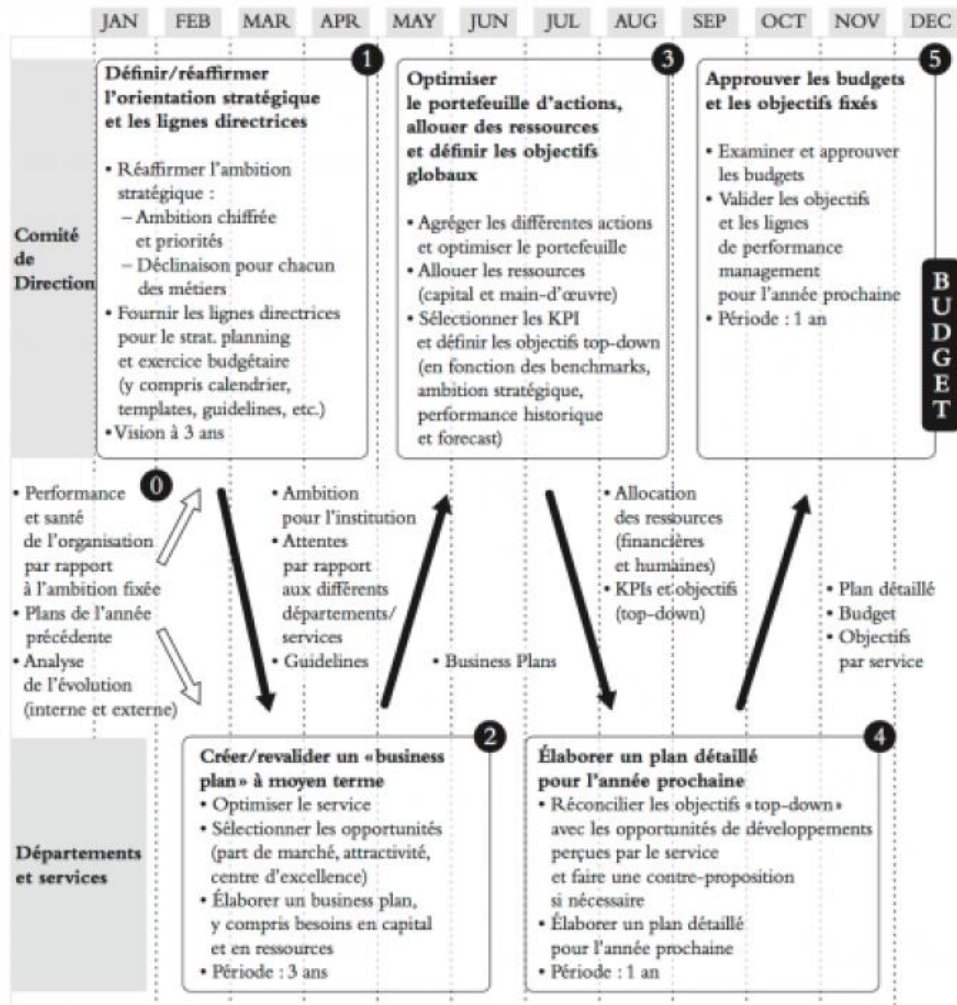 JAN FEB MAR APR MAY JUN JUL AUG SEP OCT NOV DEC
Comité
de
Direction
1
Définir/réaffirmer
l'orientation stratégique
et les lignes directrices
• Réaffirmer l'ambition
stratégique :
– Ambition chiffrée
et priorités
– Déclinaison pour chacun
des métiers
• Fournir les lignes directrices
pour le strat. planning
et exercice budgétaire
(y compris calendrier,
templates, guidelines, etc.)
• Vision à 3 ans
3
Optimiser
le portefeuille d'actions,
allouer des ressources
et définir les objectifs
globaux
• Agréger les différentes actions
et optimiser le portefeuille
• Allouer les ressources
(capital et main-d'œuvre)
• Sélectionner les KPI
et définir les objectifs top-down
(en fonction des benchmarks,
ambition stratégique,
performance historique
et forecast)
5
Approuver les budgets
et les objectifs fixés
• Examiner et approuver
les budgets
• Valider les objectifs
et les lignes
de performance
management
pour l'année prochaine
• Période : 1 an
BUDGET
0
• Performance
et santé
de l'organisation
par rapport
à l'ambition fixée
• Plans de l'année
précédente
• Analyse
de l'évolution
(interne et externe)
• Ambition
pour l'institution
• Attentes
par rapport
aux différents
départements/
services
• Guidelines
• Business Plans
• Allocation
des ressources
(financières
et humaines)
• KPIs et objectifs
(top-down)
• Plan détaillé
• Budget
• Objectifs
par service
Départements
et services
2
Créer/revalider un «business
plan» à moyen terme
• Optimiser le service
• Sélectionner les opportunités
(part de marché, attractivité,
centre d'excellence)
• Élaborer un business plan,
y compris besoins en capital
et en ressources
• Période : 3 ans
4
Élaborer un plan détaillé
pour l'année prochaine
• Réconcilier les objectifs «top-down»
avec les opportunités de développements
perçues par le service
et faire une contre-proposition
si nécessaire
• Élaborer un plan détaillé
pour l'année prochaine
• Période : 1 an